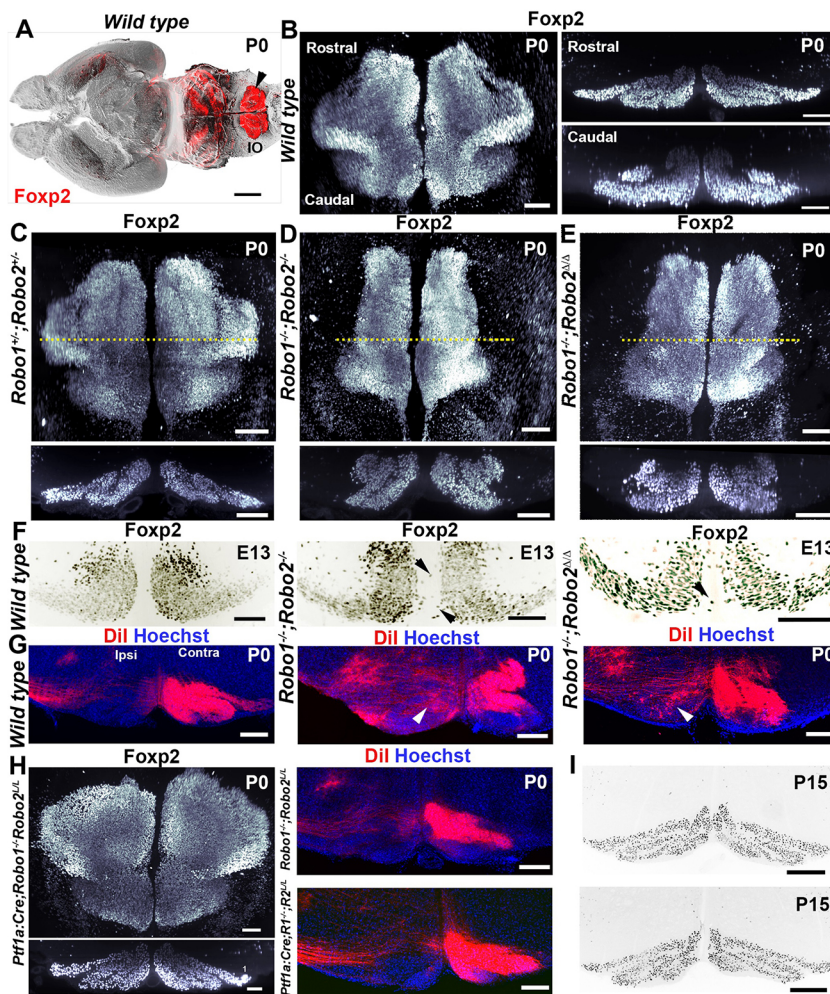 A
Wild type
P0
IO
Foxp2
B
Foxp2
Wild type
Rostral
P0
Caudal
Rostral
P0
Caudal
C
Foxp2
P0
Robo1+/-;Robo2+/-
D
Foxp2
P0
Robo1-/-;Robo2-/-
E
Foxp2
P0
Robo1-/-;Robo2Δ/Δ
F
Foxp2
E13
Wild type
Foxp2
E13
Robo1-/-;Robo2-/-
Foxp2
E13
Robo1-/-;Robo2Δ/Δ
G
DiI Hoechst
Ipsi
Contra
P0
Wild type
DiI Hoechst
P0
DiI Hoechst
P0
H
Foxp2
P0
Ptf1a:Cre;Robo1-/-Robo2L/L
DiI Hoechst
P0
Robo1-/-;Robo2L/L
Ptf1a:Cre;R1-/-;R2L/L
I
P15
P15